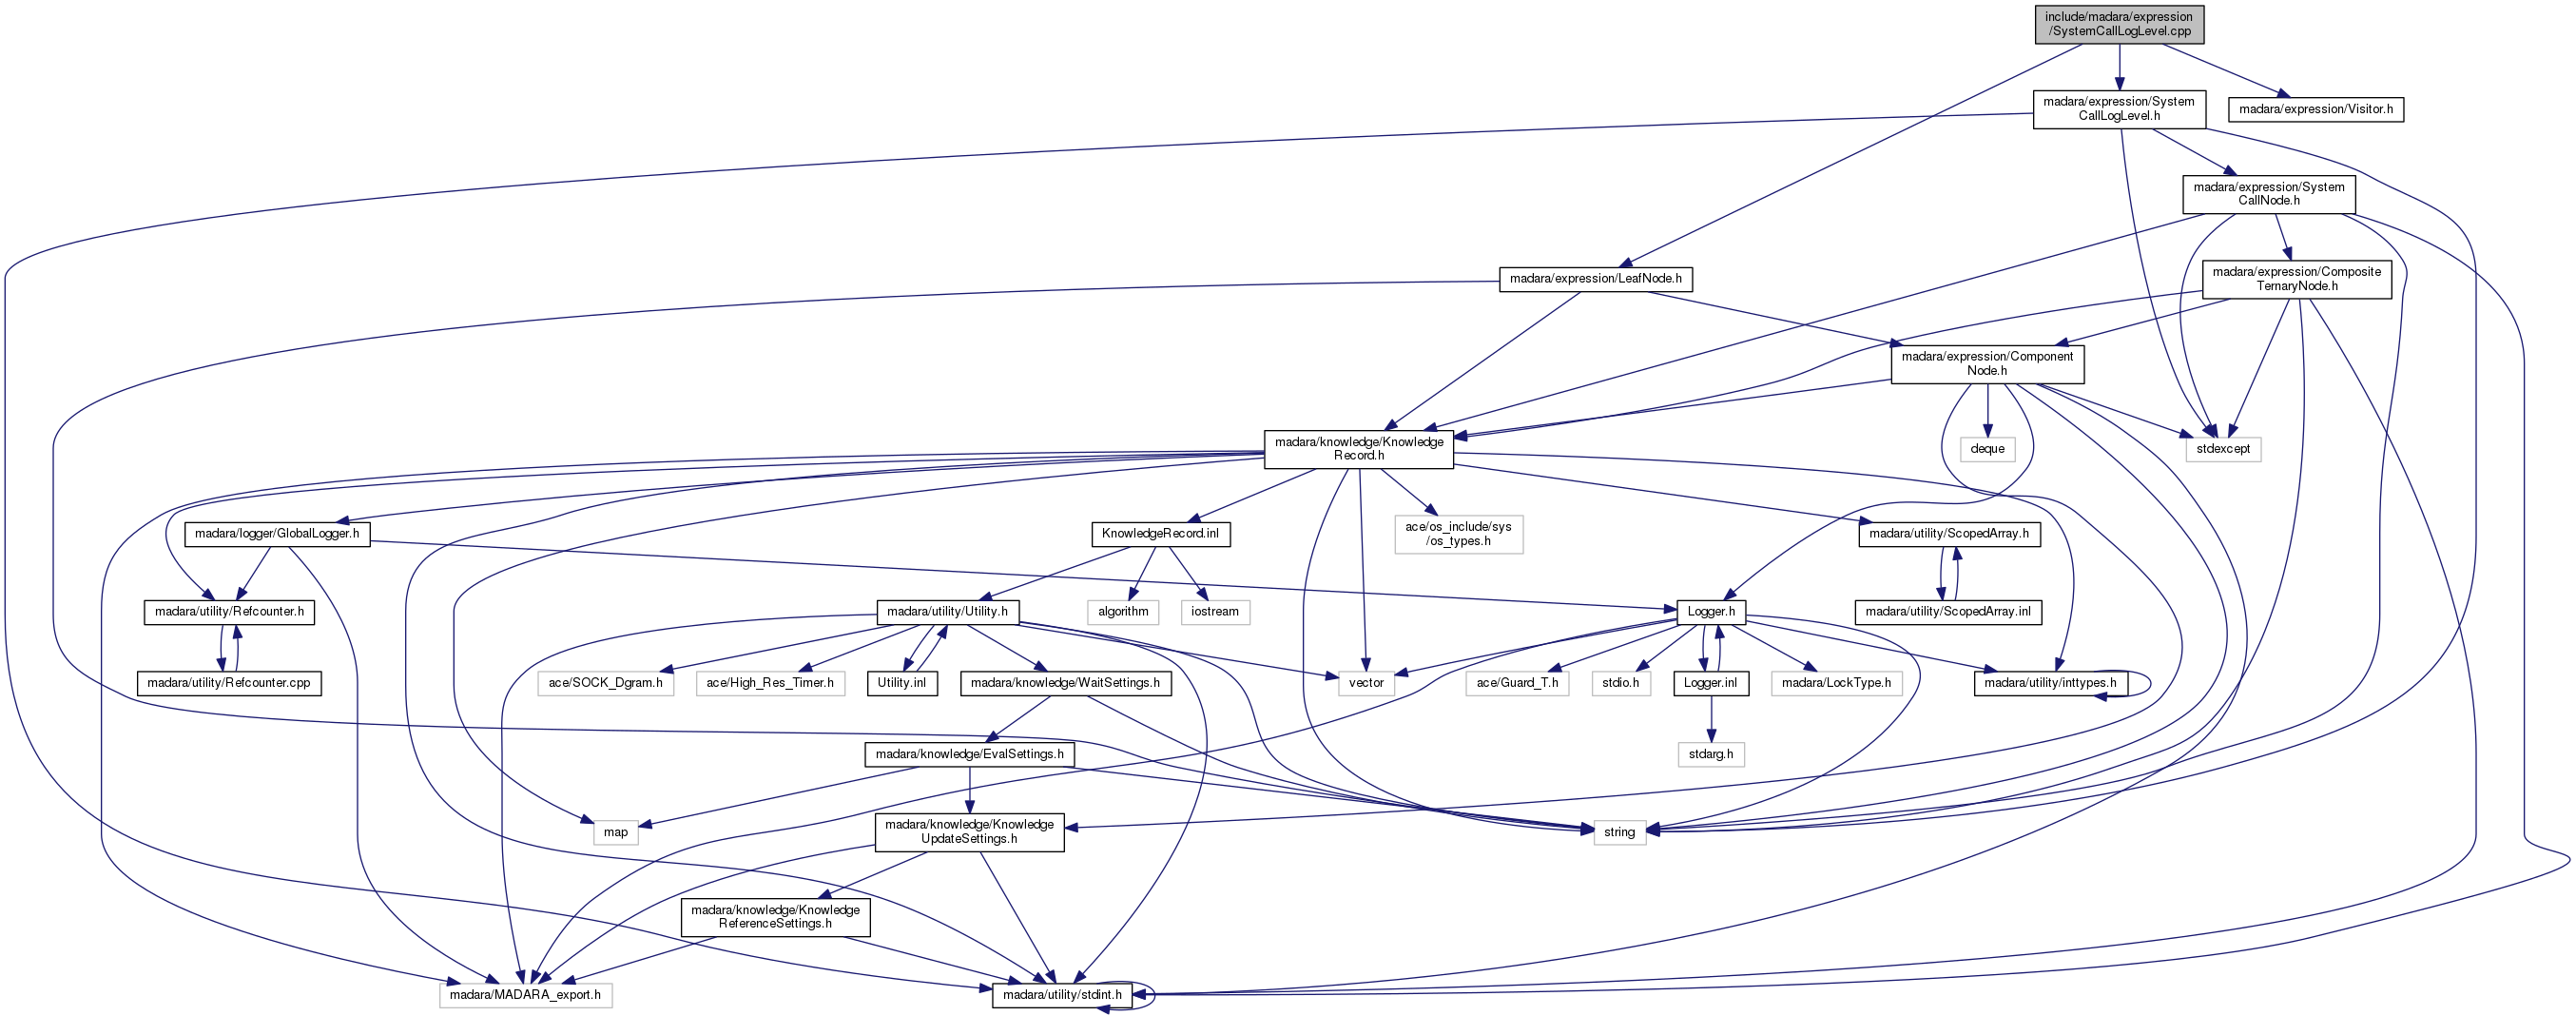 include/madara/expression
/SystemCallLogLevel.cpp
madara/expression/System
CallLogLevel.h
madara/expression/Visitor.h
madara/expression/System
CallNode.h
madara/expression/LeafNode.h
madara/expression/Composite
TernaryNode.h
madara/expression/Component
Node.h
madara/knowledge/Knowledge
Record.h
deque
stdexcept
madara/logger/GlobalLogger.h
KnowledgeRecord.inl
ace/os_include/sys
/os_types.h
madara/utility/ScopedArray.h
madara/utility/Refcounter.h
madara/utility/Utility.h
algorithm
iostream
Logger.h
madara/utility/ScopedArray.inl
madara/utility/Refcounter.cpp
ace/SOCK_Dgram.h
ace/High_Res_Timer.h
Utility.inl
madara/knowledge/WaitSettings.h
vector
ace/Guard_T.h
stdio.h
Logger.inl
madara/LockType.h
madara/utility/inttypes.h
madara/knowledge/EvalSettings.h
stdarg.h
map
madara/knowledge/Knowledge
UpdateSettings.h
string
madara/knowledge/Knowledge
ReferenceSettings.h
madara/MADARA_export.h
madara/utility/stdint.h